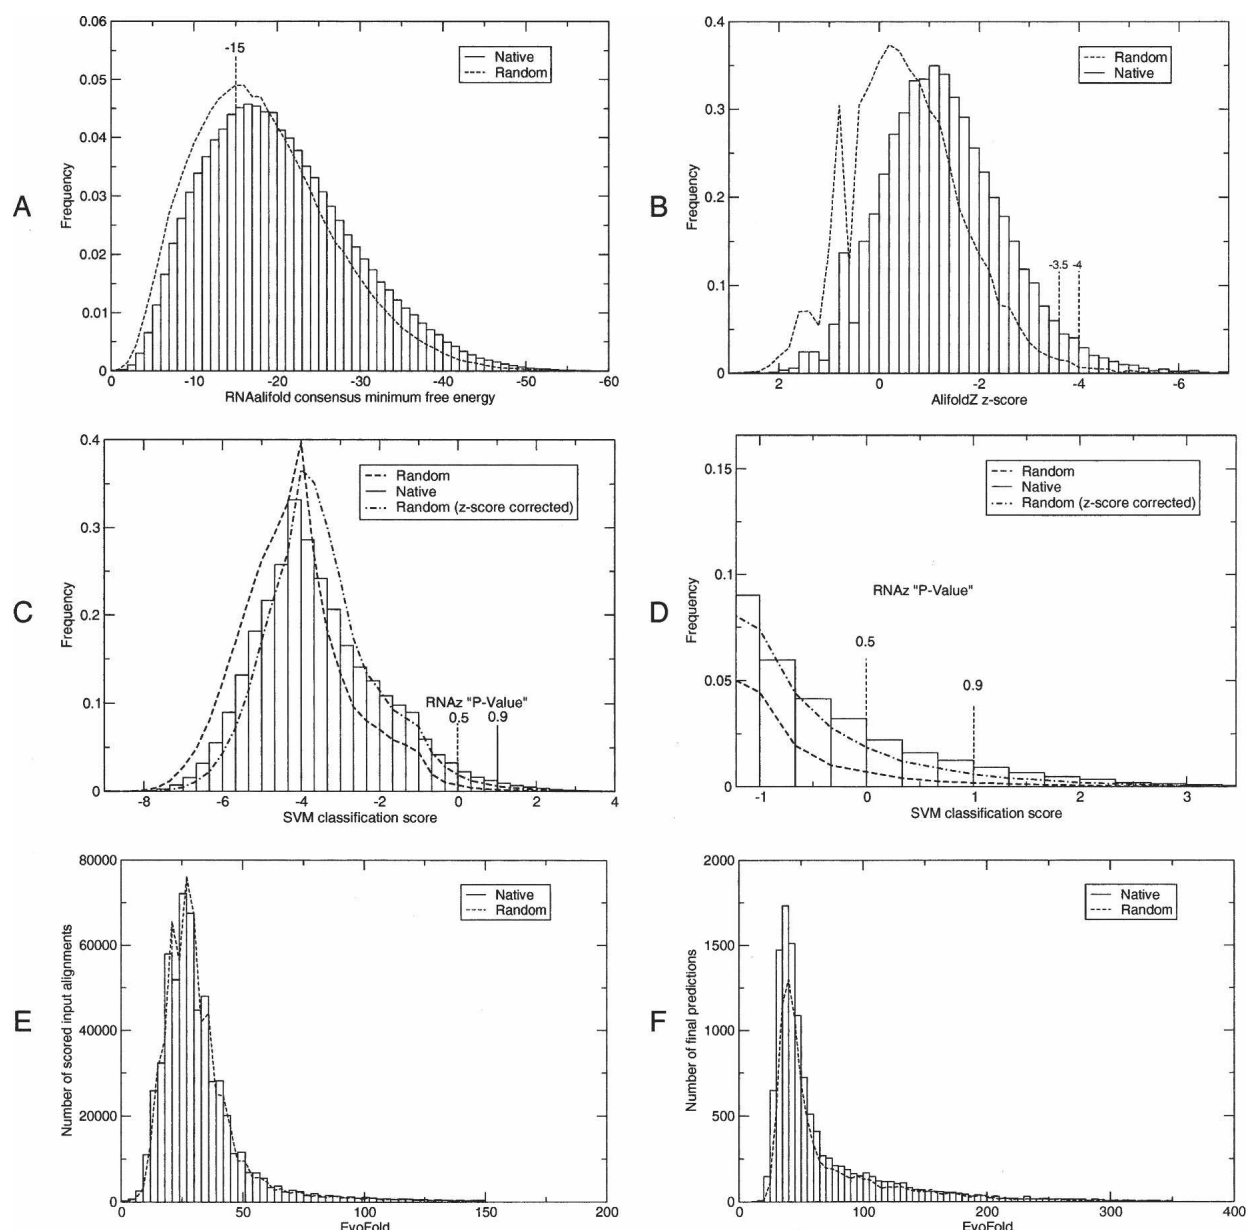 A
0.06
0.05
0.04
0.03
0.02
0.01
0
Frequency
-15
Native
Random
0
-10
-20
-30
-40
-50
-60
RNAalifold consensus minimum free energy
B
0.4
0.3
0.2
0.1
0
Frequency
Random
Native
-3.5
-4
2
0
-2
-4
-6
AlifoldZ z-score
C
0.4
0.3
0.2
0.1
0
Frequency
Random
Native
Random (z-score corrected)
RNAz "P-Value"
0.5
0.9
-8
-6
-4
-2
0
2
4
SVM classification score
D
0.15
0.1
0.05
0
Frequency
Random
Native
Random (z-score corrected)
RNAz "P-Value"
0.5
0.9
-1
0
1
2
3
SVM classification score
E
80000
60000
40000
20000
0
Number of scored input alignments
Native
Random
0
50
100
150
200
EvoFold
F
2000
1500
1000
500
0
Number of final predictions
Native
Random
0
100
200
300
400
EvoFold